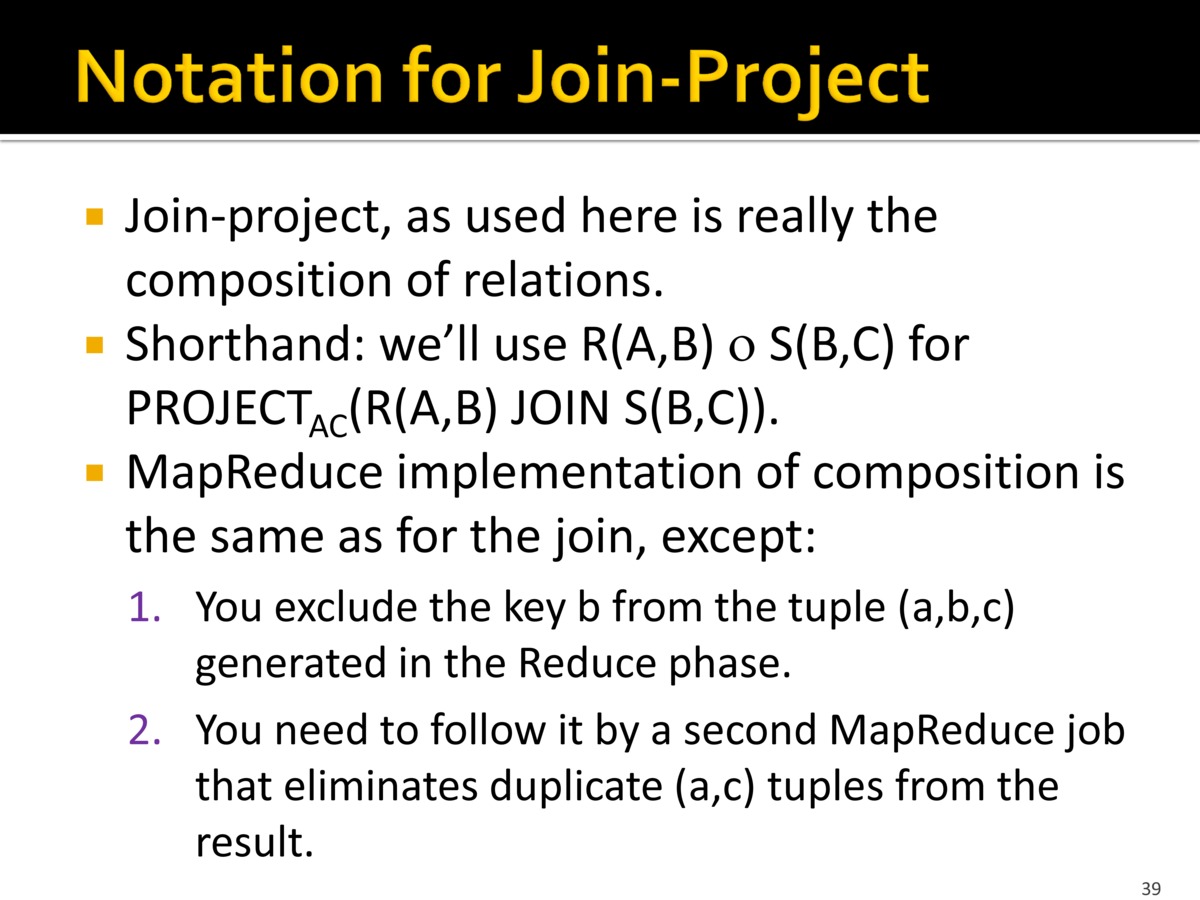 Notation for Join-Project
Join-project, as used here is really the
composition of relations.
Shorthand: we’ll use R(A,B) o S(B,C) for
PROJECT_AC(R(A,B) JOIN S(B,C)).
MapReduce implementation of composition is
the same as for the join, except:
1. You exclude the key b from the tuple (a,b,c)
generated in the Reduce phase.
2. You need to follow it by a second MapReduce job
that eliminates duplicate (a,c) tuples from the
result.
39